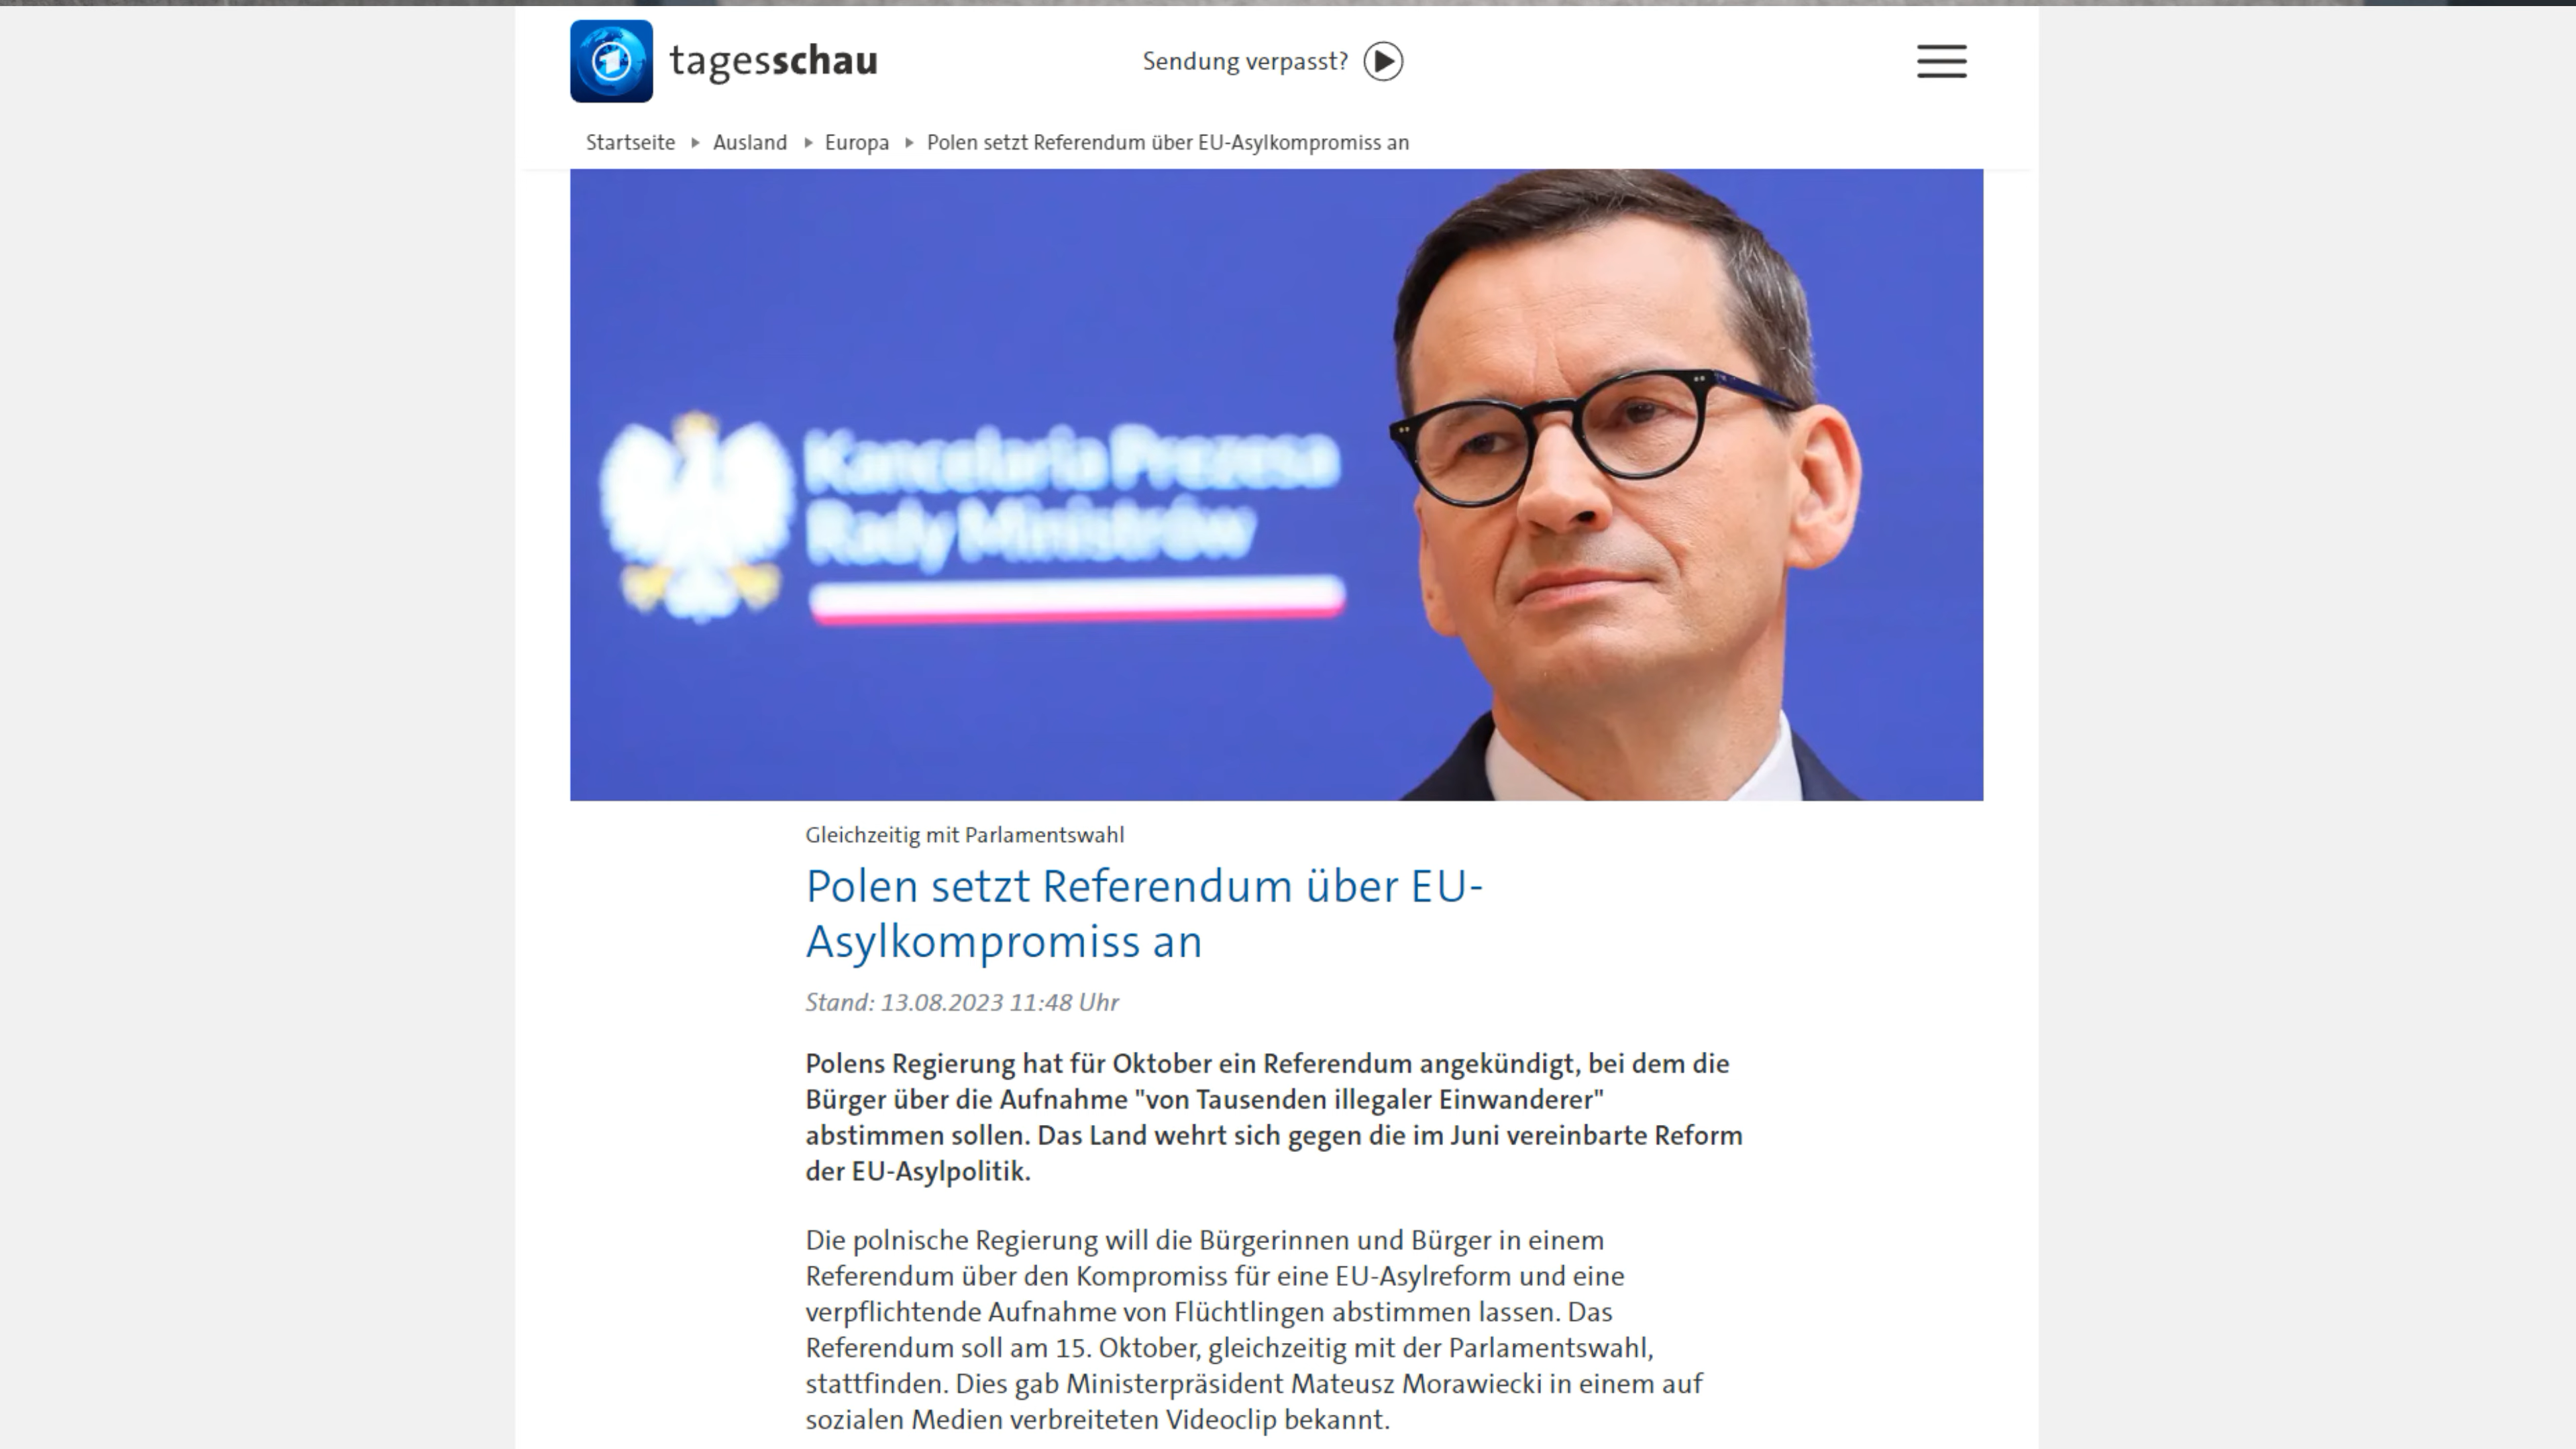 tagesschau
Sendung verpasst?
Startseite Ausland Europa Polen setzt Referendum über EU-Asylkompromiss an
Kancelaria Prezesa
Rady Ministrów
Gleichzeitig mit Parlamentswahl
Polen setzt Referendum über EU-
Asylkompromiss an
Stand: 13.08.2023 11:48 Uhr
Polens Regierung hat für Oktober ein Referendum angekündigt, bei dem die
Bürger über die Aufnahme "von Tausenden illegaler Einwanderer"
abstimmen sollen. Das Land wehrt sich gegen die im Juni vereinbarte Reform
der EU-Asylpolitik.
Die polnische Regierung will die Bürgerinnen und Bürger in einem
Referendum über den Kompromiss für eine EU-Asylreform und eine
verpflichtende Aufnahme von Flüchtlingen abstimmen lassen. Das
Referendum soll am 15. Oktober, gleichzeitig mit der Parlamentswahl,
stattfinden. Dies gab Ministerpräsident Mateusz Morawiecki in einem auf
sozialen Medien verbreiteten Videoclip bekannt.